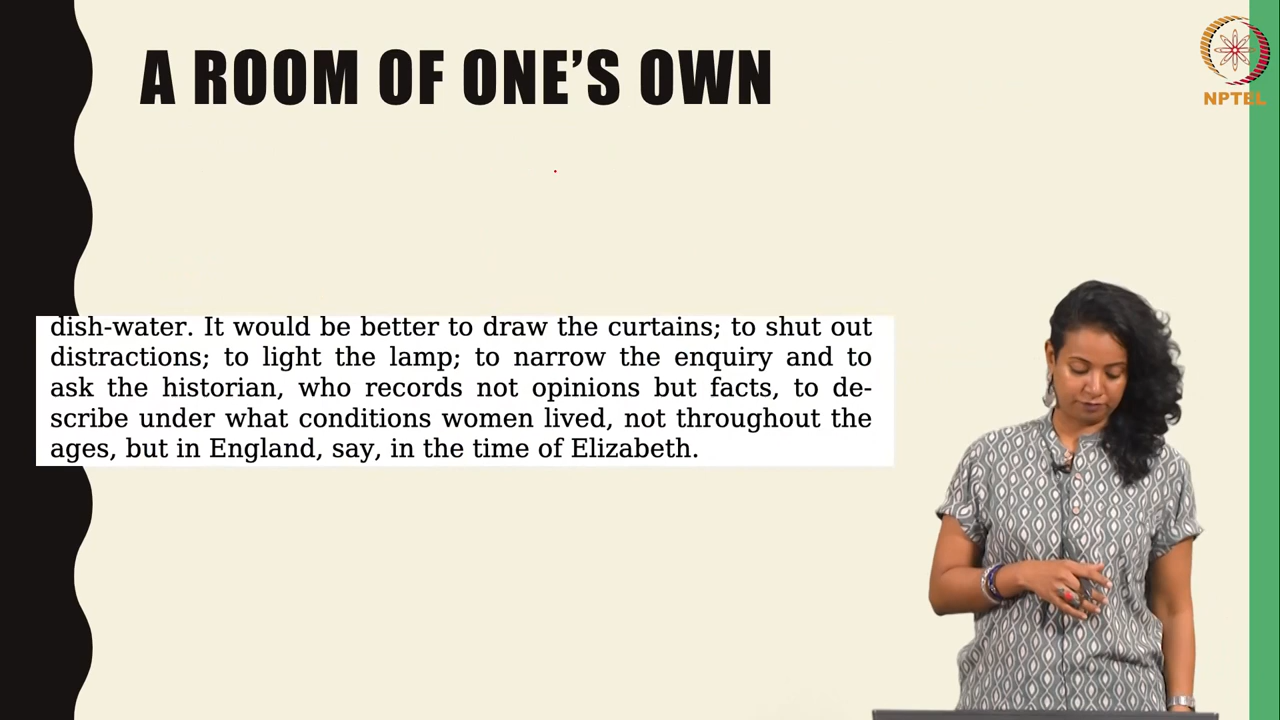 A ROOM OF ONE'S OWN
NPTEL
dish-water. It would be better to draw the curtains; to shut out
distractions; to light the lamp; to narrow the enquiry and to
ask the historian, who records not opinions but facts, to de-
scribe under what conditions women lived, not throughout the
ages, but in England, say, in the time of Elizabeth.